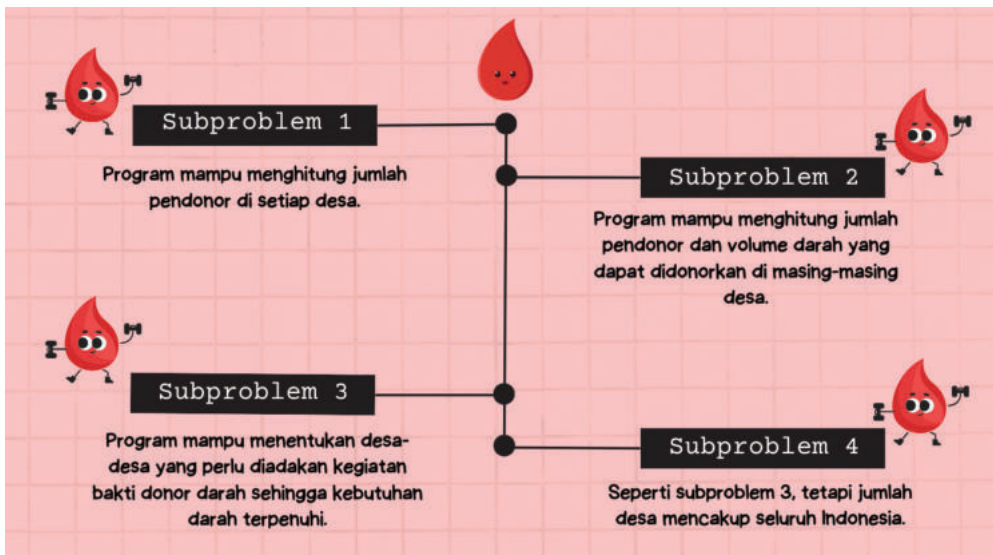 Subproblem 1
Program mampu menghitung jumlah
pendonor di setiap desa.
Subproblem 2
Program mampu menghitung jumlah
pendonor dan volume darah yang
dapat didonorkan di masing-masing
desa.
Subproblem 3
Program mampu menentukan desa-
desa yang perlu diadakan kegiatan
bakti donor darah sehingga kebutuhan
darah terpenuhi.
Subproblem 4
Seperti subproblem 3, tetapi jumlah
desa mencakup seluruh Indonesia.